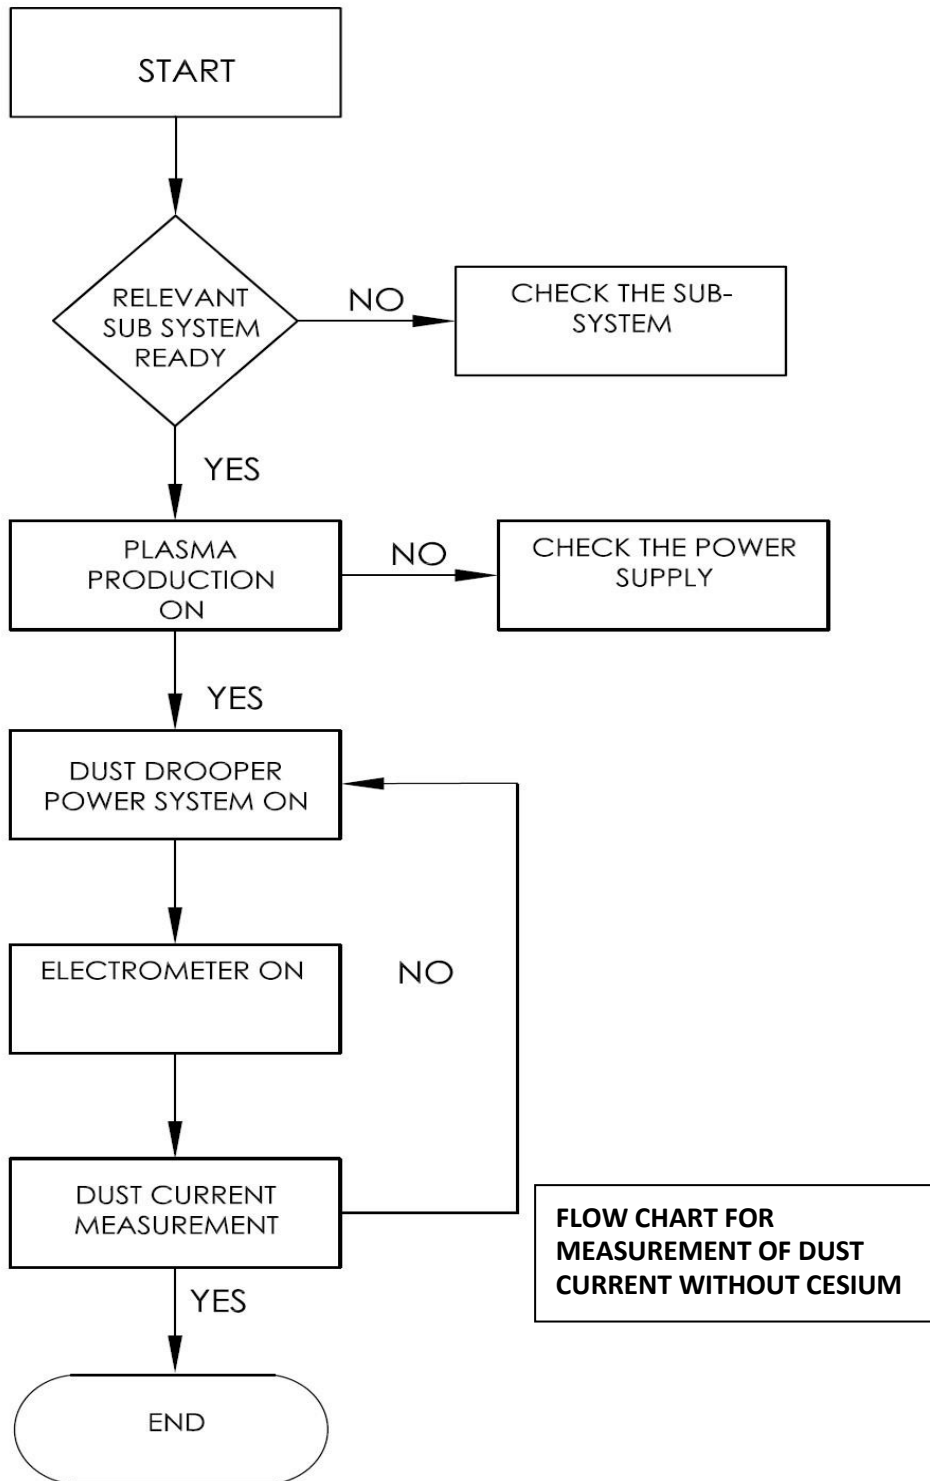 START
RELEVANT
SUB SYSTEM
READY
NO
CHECK THE SUB-
SYSTEM
YES
PLASMA
PRODUCTION
ON
NO
CHECK THE POWER
SUPPLY
YES
DUST DROOPER
POWER SYSTEM ON
ELECTROMETER ON
NO
DUST CURRENT
MEASUREMENT
FLOW CHART FOR
MEASUREMENT OF DUST
CURRENT WITHOUT CESIUM
YES
END